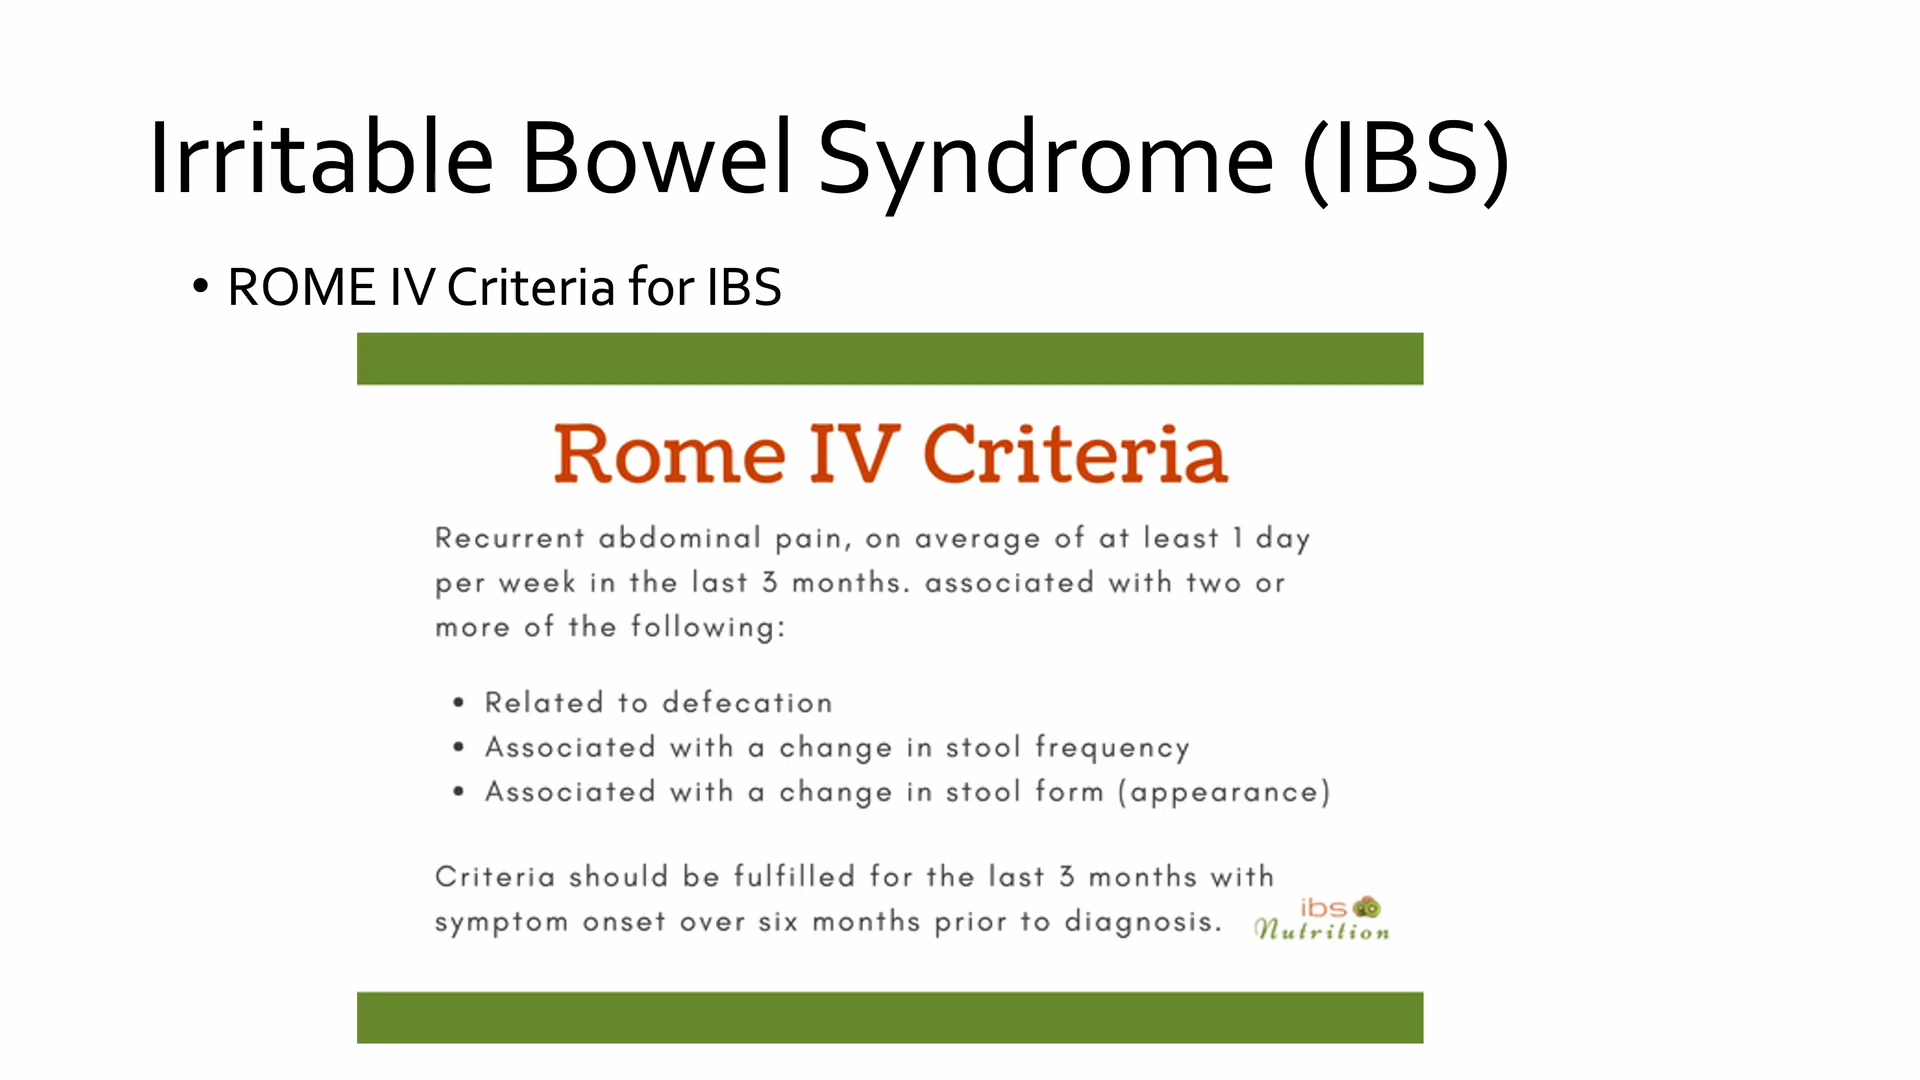 Irritable Bowel Syndrome (IBS)
• ROME IV Criteria for IBS
Rome IV Criteria
Recurrent abdominal pain, on average of at least 1 day
per week in the last 3 months. associated with two or
more of the following:
• Related to defecation
• Associated with a change in stool frequency
• Associated with a change in stool form (appearance)
Criteria should be fulfilled for the last 3 months with
symptom onset over six months prior to diagnosis.
ibs
Nutrition